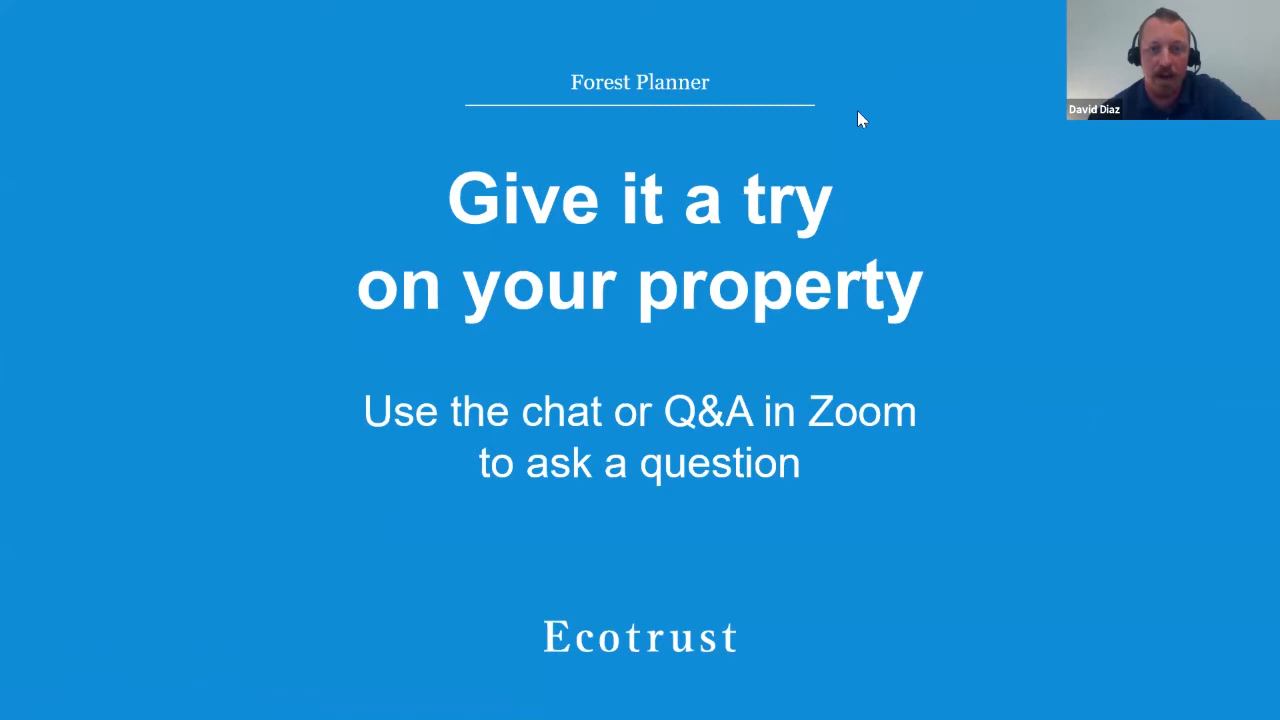 Forest Planner
David Diaz
Give it a try
on your property
Use the chat or Q&A in Zoom
to ask a question
Ecotrust